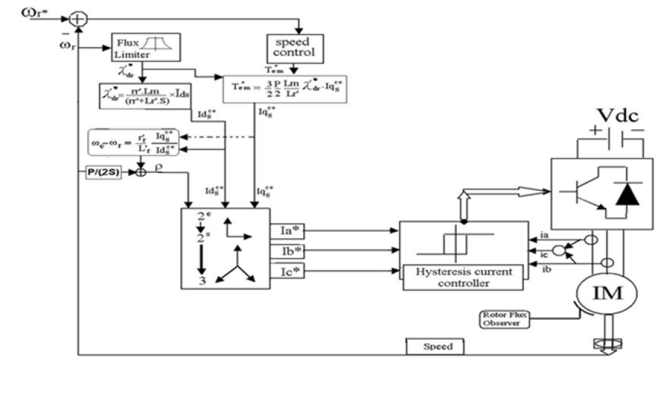 ωr*
+
−
ωr
Flux
Limiter
speed
control
λ*dr
T*em
λ*dr = rr'.Lm / (rr'+Lr'.S) ×Ids
T*em = 3/2 P/2 Lm/Lr' λ*dr · Iqs^e*
Ids^e*
Iqs^e*
ωe−ωr = r'r/L'r Iqs^e*/Ids^e*
P/(2S)
ρ
Ids^e*
Iqs^e*
2e
2s
3
Ia*
Ib*
Ic*
Hysteresis current
controller
Vdc
+ −
ia
ic
ib
IM
Rotor Flux
Observer
Speed